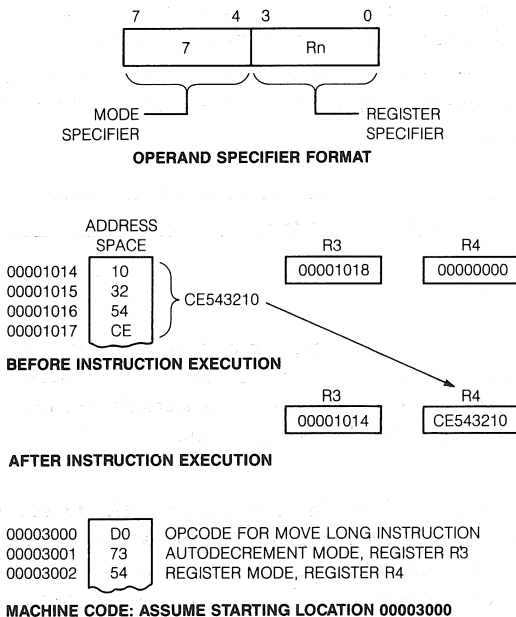 7 4 3 0
7 Rn
MODE SPECIFIER
REGISTER SPECIFIER
OPERAND SPECIFIER FORMAT
ADDRESS SPACE
R3 R4
00001014 10 00001018 00000000
00001015 32
00001016 54
00001017 CE
CE543210
BEFORE INSTRUCTION EXECUTION
R3 R4
00001014 CE543210
AFTER INSTRUCTION EXECUTION
00003000 D0 OPCODE FOR MOVE LONG INSTRUCTION
00003001 73 AUTODECREMENT MODE, REGISTER R3
00003002 54 REGISTER MODE, REGISTER R4
MACHINE CODE: ASSUME STARTING LOCATION 00003000